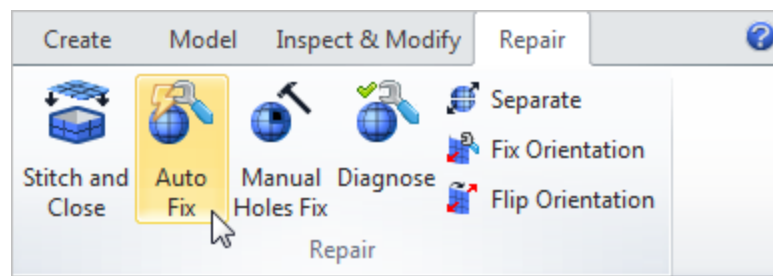 Create Model Inspect & Modify Repair
Stitch and Close
Auto Fix
Manual Holes Fix
Diagnose
Separate
Fix Orientation
Flip Orientation
Repair